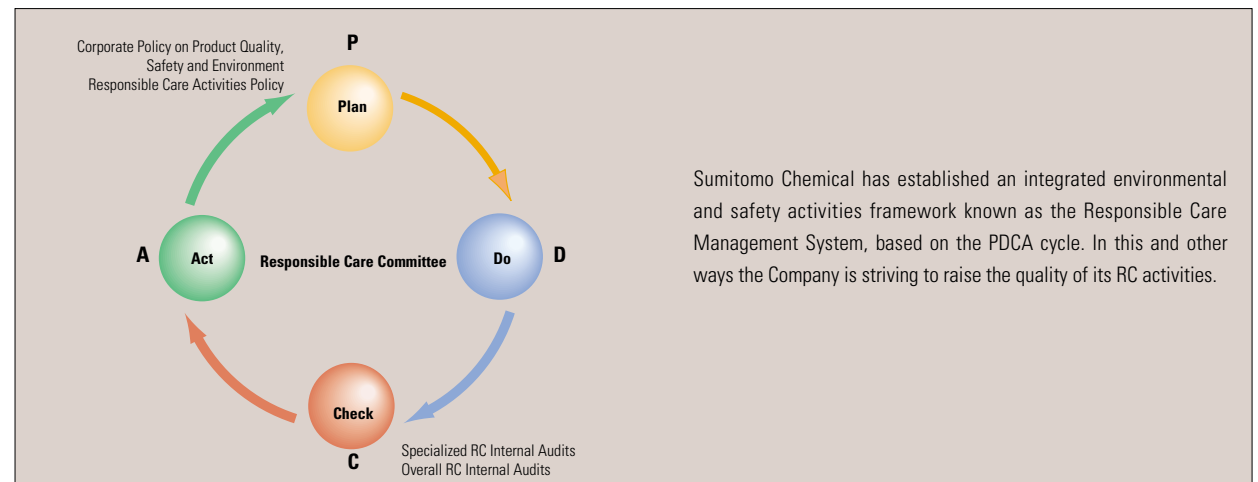 Corporate Policy on Product Quality,
Safety and Environment
Responsible Care Activities Policy
P
Plan
A
Act
Responsible Care Committee
Do
D
Check
C
Specialized RC Internal Audits
Overall RC Internal Audits
Sumitomo Chemical has established an integrated environmental
and safety activities framework known as the Responsible Care
Management System, based on the PDCA cycle. In this and other
ways the Company is striving to raise the quality of its RC activities.